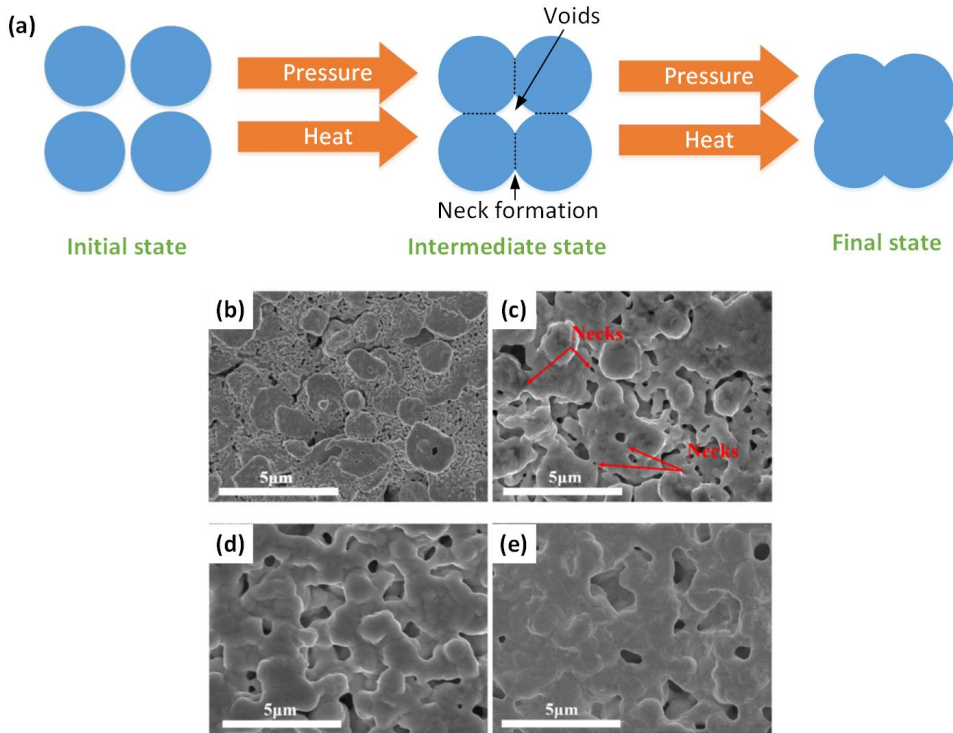 (a)
Voids
Pressure
Pressure
Heat
Heat
Neck formation
Initial state
Intermediate state
Final state
(b)
(c)
Necks
Necks
5μm
5μm
(d)
(e)
5μm
5μm